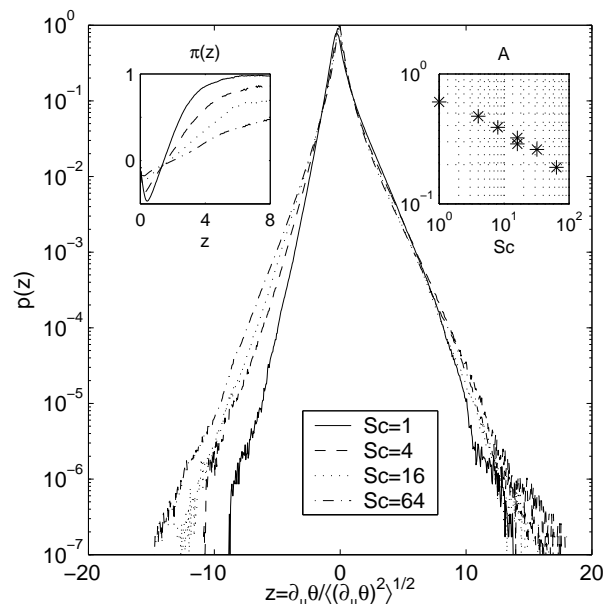 10^0
10^-1
10^-2
10^-3
10^-4
10^-5
10^-6
10^-7
p(z)
−20
−10
0
10
20
z=∂_∥θ/⟨(∂_∥θ)^2⟩^1/2
π(z)
1
0
0
4
8
z
A
10^0
10^-1
10^0
10^1
10^2
Sc
Sc=1
Sc=4
Sc=16
Sc=64